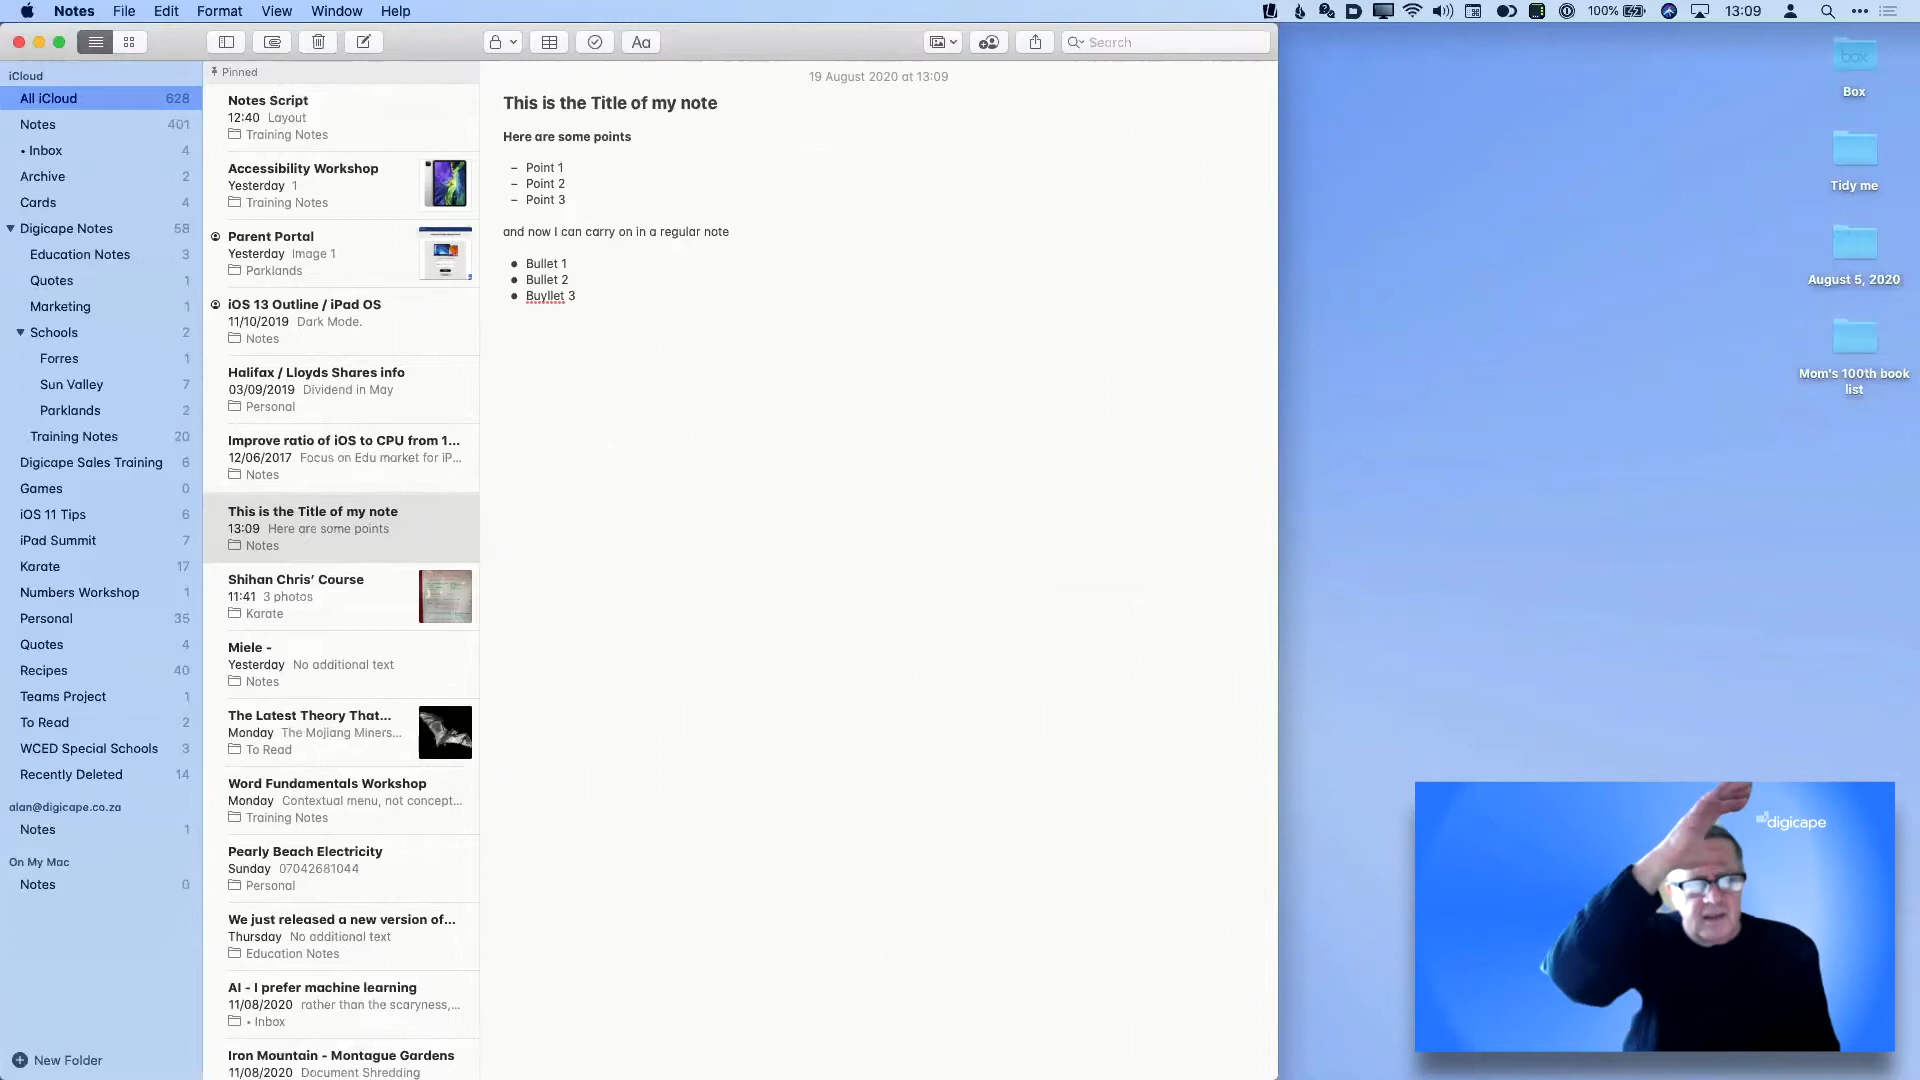 Notes File Edit Format View Window Help
100% 13:09
Aa
Search
iCloud
All iCloud 628
Notes 401
• Inbox 4
Archive 2
Cards 4
Digicape Notes 58
Education Notes 3
Quotes 1
Marketing 1
Schools 2
Forres 1
Sun Valley 7
Parklands 2
Training Notes 20
Digicape Sales Training 6
Games 0
iOS 11 Tips 6
iPad Summit 7
Karate 17
Numbers Workshop 1
Personal 35
Quotes 4
Recipes 40
Teams Project 1
To Read 2
WCED Special Schools 3
Recently Deleted 14
alan@digicape.co.za
Notes 1
On My Mac
Notes 0
New Folder
Pinned
Notes Script
12:40 Layout
Training Notes
Accessibility Workshop
Yesterday 1
Training Notes
Parent Portal
Yesterday Image 1
Parklands
iOS 13 Outline / iPad OS
11/10/2019 Dark Mode.
Notes
Halifax / Lloyds Shares info
03/09/2019 Dividend in May
Personal
Improve ratio of iOS to CPU from 1...
12/06/2017 Focus on Edu market for iP...
Notes
This is the Title of my note
13:09 Here are some points
Notes
Shihan Chris’ Course
11:41 3 photos
Karate
Miele -
Yesterday No additional text
Notes
The Latest Theory That...
Monday The Mojiang Miners...
To Read
Word Fundamentals Workshop
Monday Contextual menu, not concept...
Training Notes
Pearly Beach Electricity
Sunday 07042681044
Personal
We just released a new version of...
Thursday No additional text
Education Notes
AI - I prefer machine learning
11/08/2020 rather than the scaryness,...
• Inbox
Iron Mountain - Montague Gardens
11/08/2020 Document Shredding
19 August 2020 at 13:09
This is the Title of my note
Here are some points
– Point 1
– Point 2
– Point 3
and now I can carry on in a regular note
• Bullet 1
• Bullet 2
• Buyllet 3
box
Box
Tidy me
August 5, 2020
Mom's 100th book
list
digicape